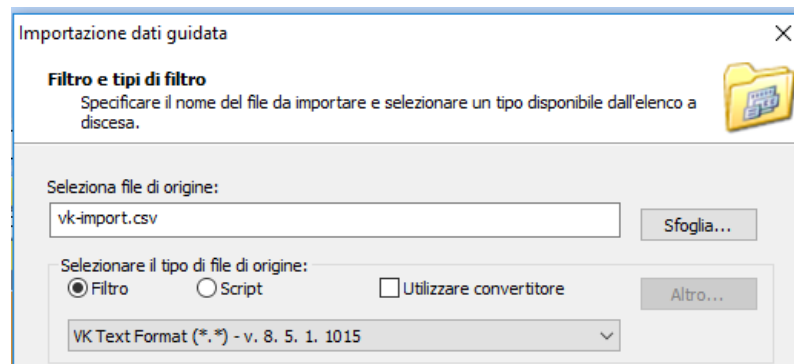 Importazione dati guidata
Filtro e tipi di filtro
Specificare il nome del file da importare e selezionare un tipo disponibile dall'elenco a
discesa.
Seleziona file di origine:
vk-import.csv
Sfoglia...
Selezionare il tipo di file di origine:
Filtro Script Utilizzare convertitore Altro...
VK Text Format (*.*) - v. 8. 5. 1. 1015